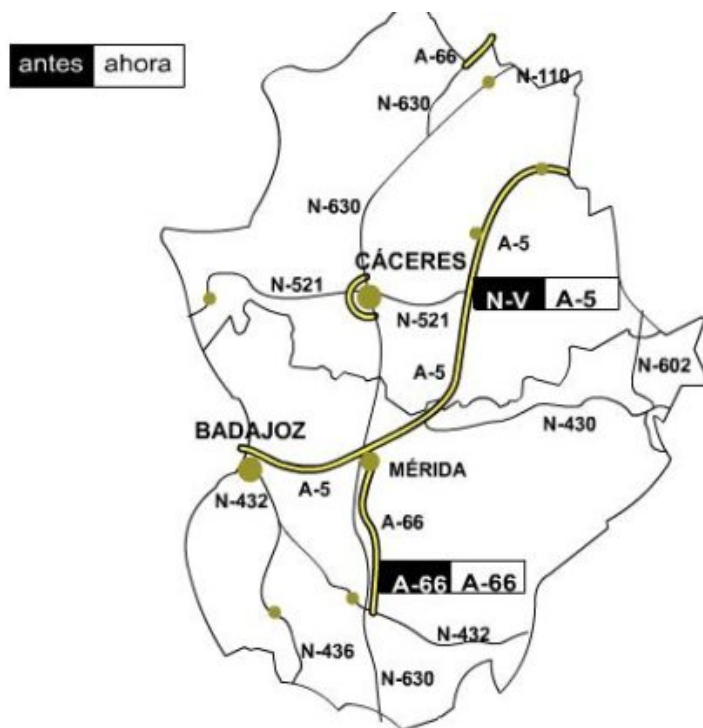 antes ahora
A-66
N-110
N-630
N-630
A-5
CÁCERES
N-521
N-V A-5
N-521
A-5
N-602
BADAJOZ
N-430
MÉRIDA
A-5
N-432
A-66
A-66 A-66
N-432
N-436
N-630